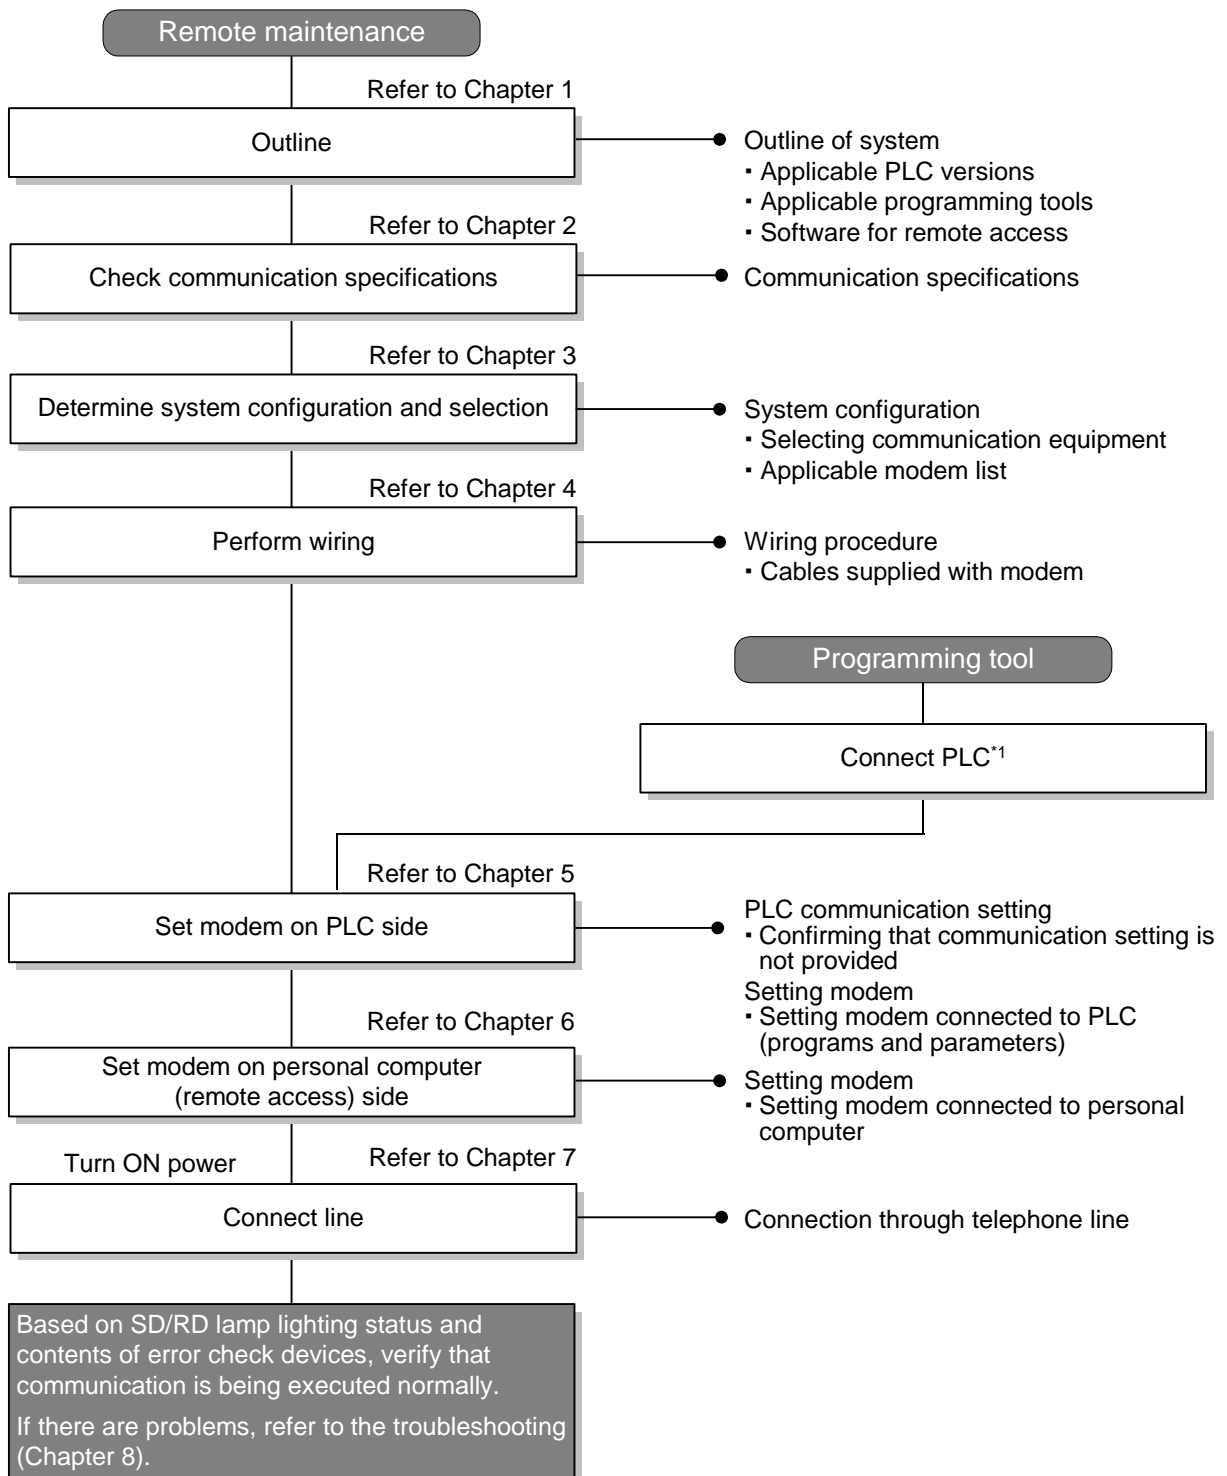 Remote maintenance
Refer to Chapter 1
Outline
Outline of system
・Applicable PLC versions
・Applicable programming tools
・Software for remote access
Refer to Chapter 2
Check communication specifications
Communication specifications
Refer to Chapter 3
Determine system configuration and selection
System configuration
・Selecting communication equipment
・Applicable modem list
Refer to Chapter 4
Perform wiring
Wiring procedure
・Cables supplied with modem
Programming tool
Connect PLC*1
Refer to Chapter 5
Set modem on PLC side
PLC communication setting
・Confirming that communication setting is
not provided
Setting modem
・Setting modem connected to PLC
(programs and parameters)
Refer to Chapter 6
Set modem on personal computer
(remote access) side
Setting modem
・Setting modem connected to personal
computer
Turn ON power
Refer to Chapter 7
Connect line
Connection through telephone line
Based on SD/RD lamp lighting status and
contents of error check devices, verify that
communication is being executed normally.
If there are problems, refer to the troubleshooting
(Chapter 8).